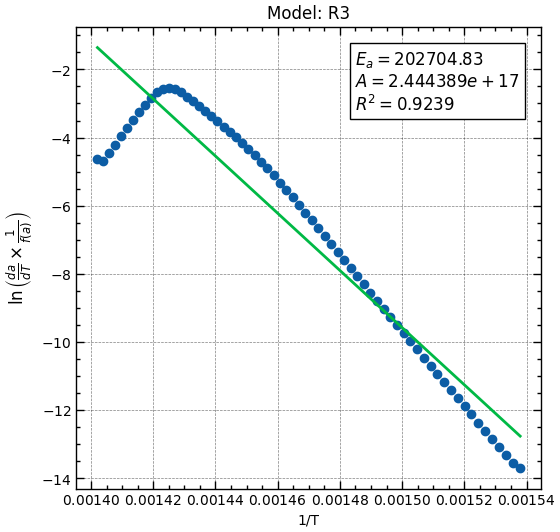 Model: R3
E_a = 202704.83
A = 2.444389e + 17
R² = 0.9239
ln (da/dT × 1/f(a))
−2
−4
−6
−8
−10
−12
−14
0.00140 0.00142 0.00144 0.00146 0.00148 0.00150 0.00152 0.00154
1/T